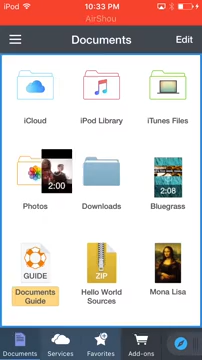 iPod 10:33 PM
AirShou
Documents Edit
iCloud iPod Library iTunes Files
2:00 2:08
Photos Downloads Bluegrass
GUIDE ZIP
Documents Guide Hello World Sources Mona Lisa
Documents Services Favorites Add-ons